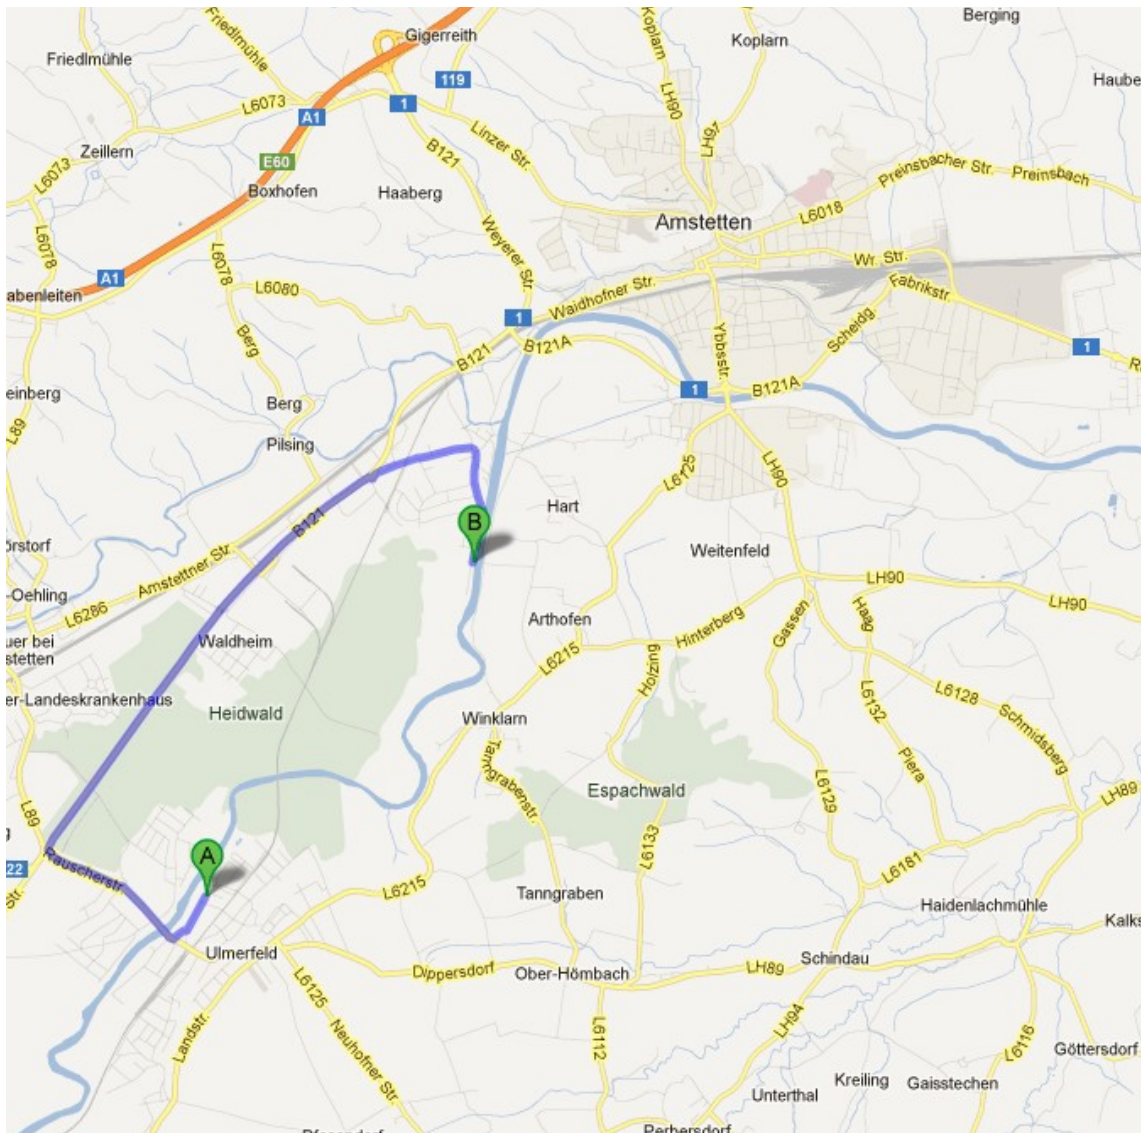 Berging
Gigerreith
Koplarn
Koplarn
Friedlmühle
Friedlmühle
119
Haube
L6073
1
A1
LH90
LH97
Linzer Str.
B121
Zeillern
E60
Preinsbacher Str.
Preinsbach
L6073
Boxhofen
Haaberg
Amstetten
L6018
Weyerer Str
L6078
L6078
Wr. Str.
A1
L6080
Waidhofner Str.
Fabrikstr.
abenleiten
1
Scheldg.
B121A
Ybbsstr.
Berg
B121
1
einberg
1
B121A
Berg
L89
Pilsing
LH90
L6125
Hart
B121
örstorf
Weitenfeld
Amstettner Str
B
-Oehling
LH90
LH90
L6286
Haag
Gassen
Arthofen
uer bei
stetten
Waldheim
Hinterberg
L6215
Holzing
er-Landeskrankenhaus
L6128
Heidwald
Winklarn
L6132
Schmidsberg
Tanngrabenstr.
Piera
Espachwald
L6129
LH89
L89
g
L6133
A
Rauscherstr.
22
Str.
L6181
L6215
Tanngraben
Haidenlachmühle
Kalks
Ulmerfeld
Dippersdorf
Ober-Hömbach
LH89
Schindau
L6125
Landstr.
Neuhofner Str.
L6112
LH94
L6116
Göttersdorf
Kreiling
Gaisstechen
Unterthal